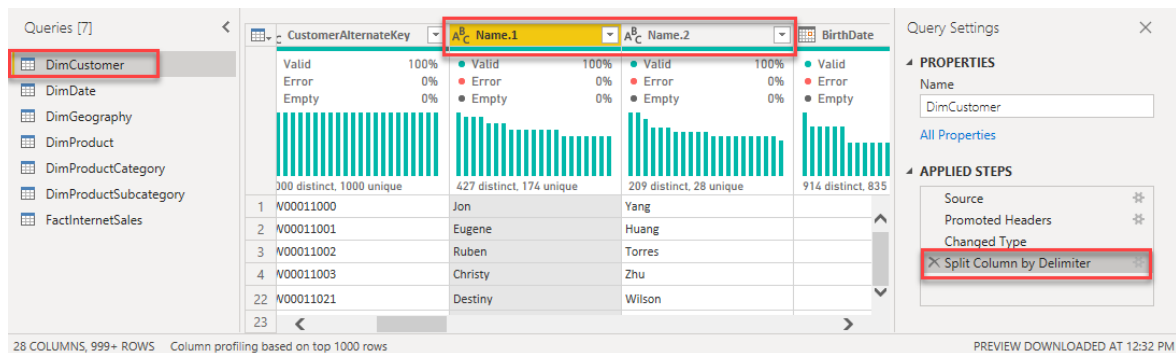 Queries [7]
DimCustomer
DimDate
DimGeography
DimProduct
DimProductCategory
DimProductSubcategory
FactInternetSales
CustomerAlternateKey
ABC Name.1
ABC Name.2
BirthDate
Valid 100%
Error 0%
Empty 0%
Valid 100%
Error 0%
Empty 0%
Valid 100%
Error 0%
Empty 0%
Valid
Error
Empty
000 distinct, 1000 unique
427 distinct, 174 unique
209 distinct, 28 unique
914 distinct, 835
1 W00011000 Jon Yang
2 W00011001 Eugene Huang
3 W00011002 Ruben Torres
4 W00011003 Christy Zhu
22 W00011021 Destiny Wilson
23
Query Settings
PROPERTIES
Name
DimCustomer
All Properties
APPLIED STEPS
Source
Promoted Headers
Changed Type
Split Column by Delimiter
28 COLUMNS, 999+ ROWS Column profiling based on top 1000 rows
PREVIEW DOWNLOADED AT 12:32 PM